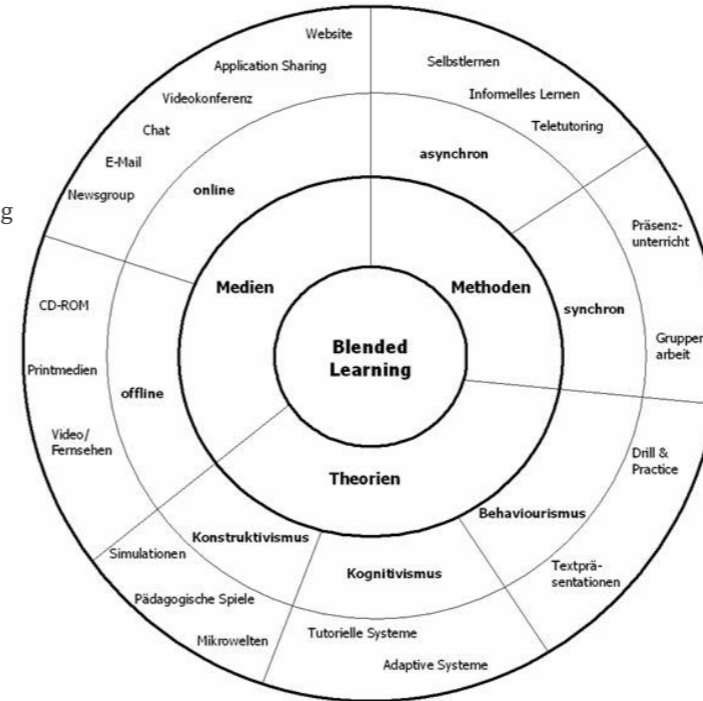 Website
Application Sharing
Videokonferenz
Chat
E-Mail
Newsgroup
g
online
Selbstlernen
Informelles Lernen
Teletutoring
asynchron
Präsenz-
unterricht
synchron
Gruppen
arbeit
Medien
Methoden
Blended
Learning
Theorien
CD-ROM
Printmedien
offline
Video/
Fernsehen
Drill &
Practice
Behaviourismus
Textprä-
sentationen
Konstruktivismus
Simulationen
Pädagogische Spiele
Mikrowelten
Kognitivismus
Tutorielle Systeme
Adaptive Systeme